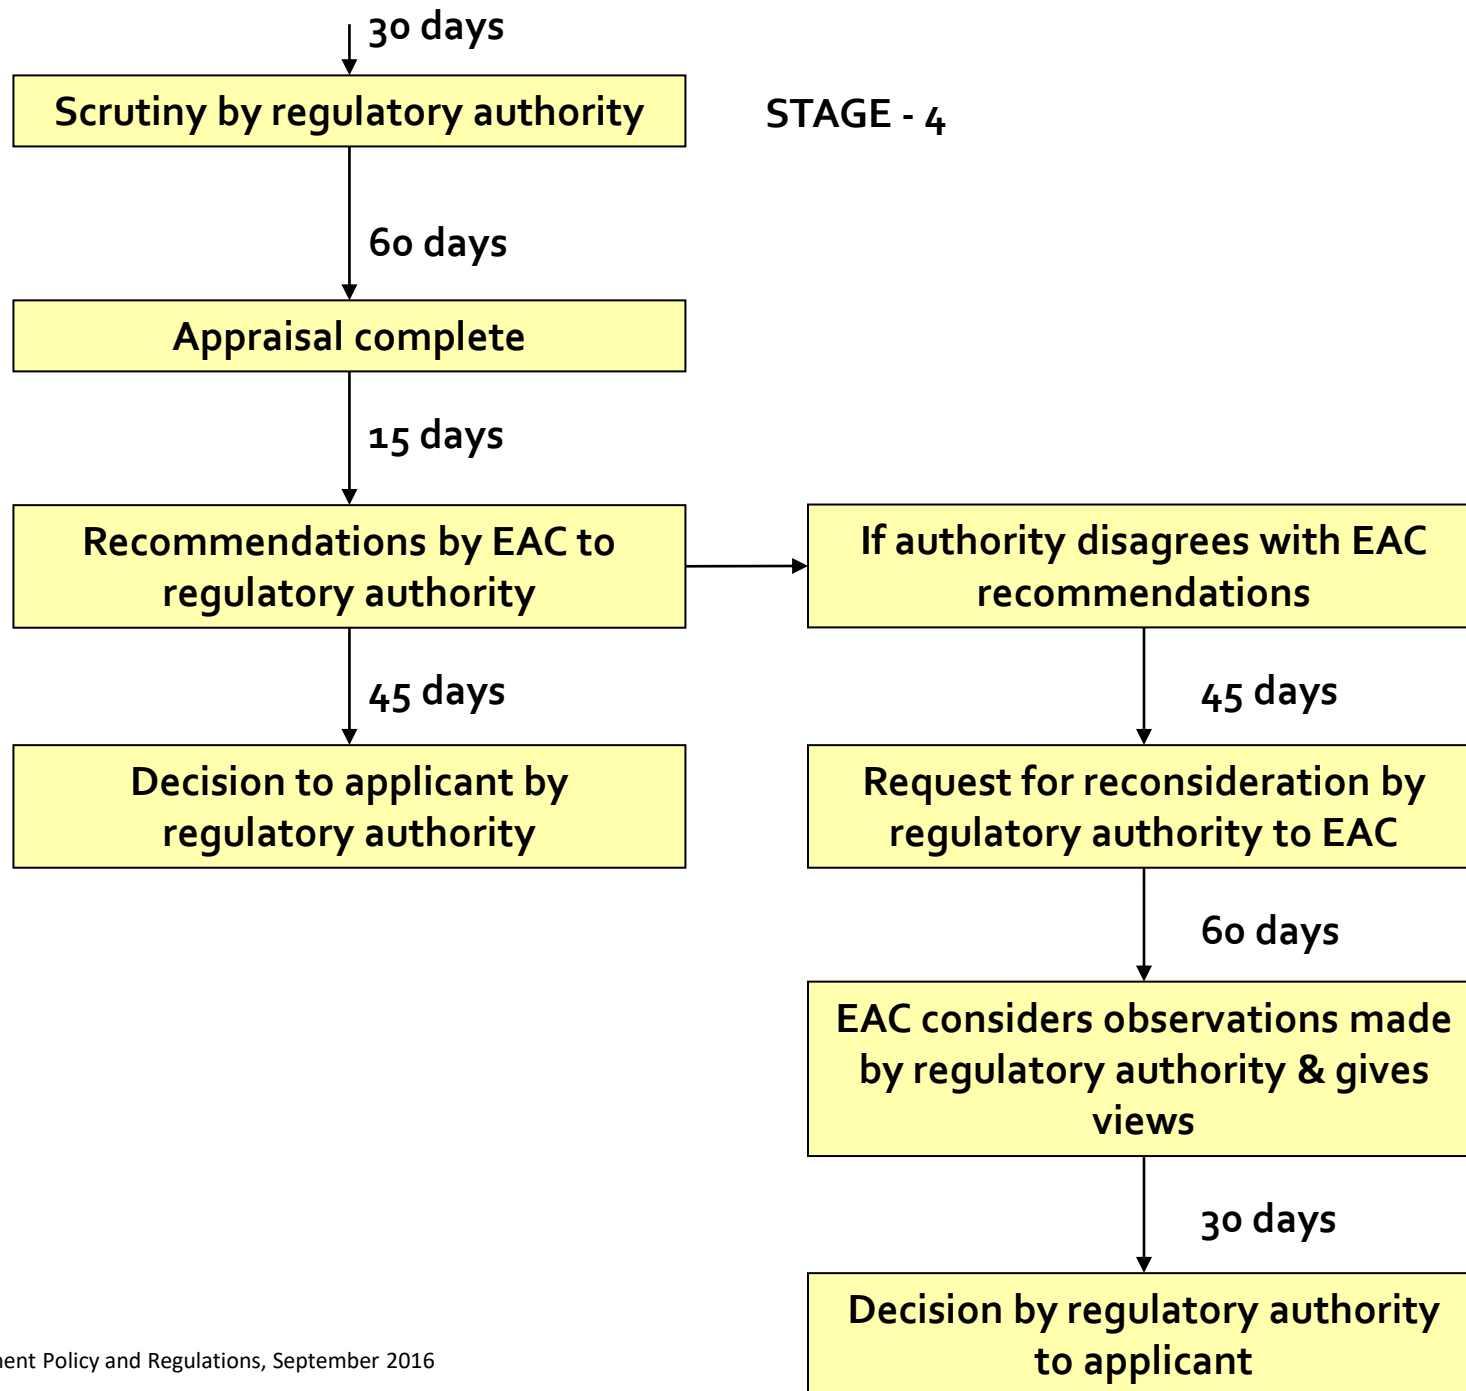 30 days
Scrutiny by regulatory authority
STAGE - 4
60 days
Appraisal complete
15 days
Recommendations by EAC to
regulatory authority
If authority disagrees with EAC
recommendations
45 days
45 days
Decision to applicant by
regulatory authority
Request for reconsideration by
regulatory authority to EAC
60 days
EAC considers observations made
by regulatory authority & gives
views
30 days
Decision by regulatory authority
to applicant
Policy and Regulations, September 2016